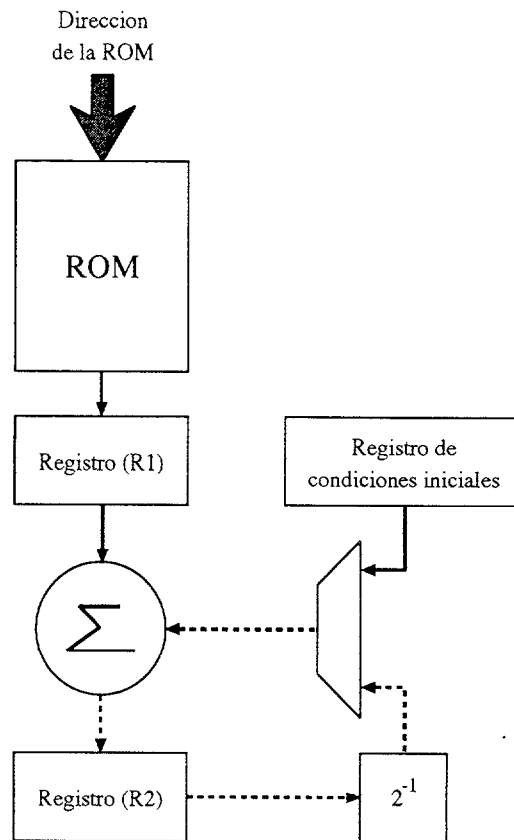 Direccion
de la ROM
ROM
Registro (R1)
Registro de
condiciones iniciales
Σ
Registro (R2)
2⁻¹